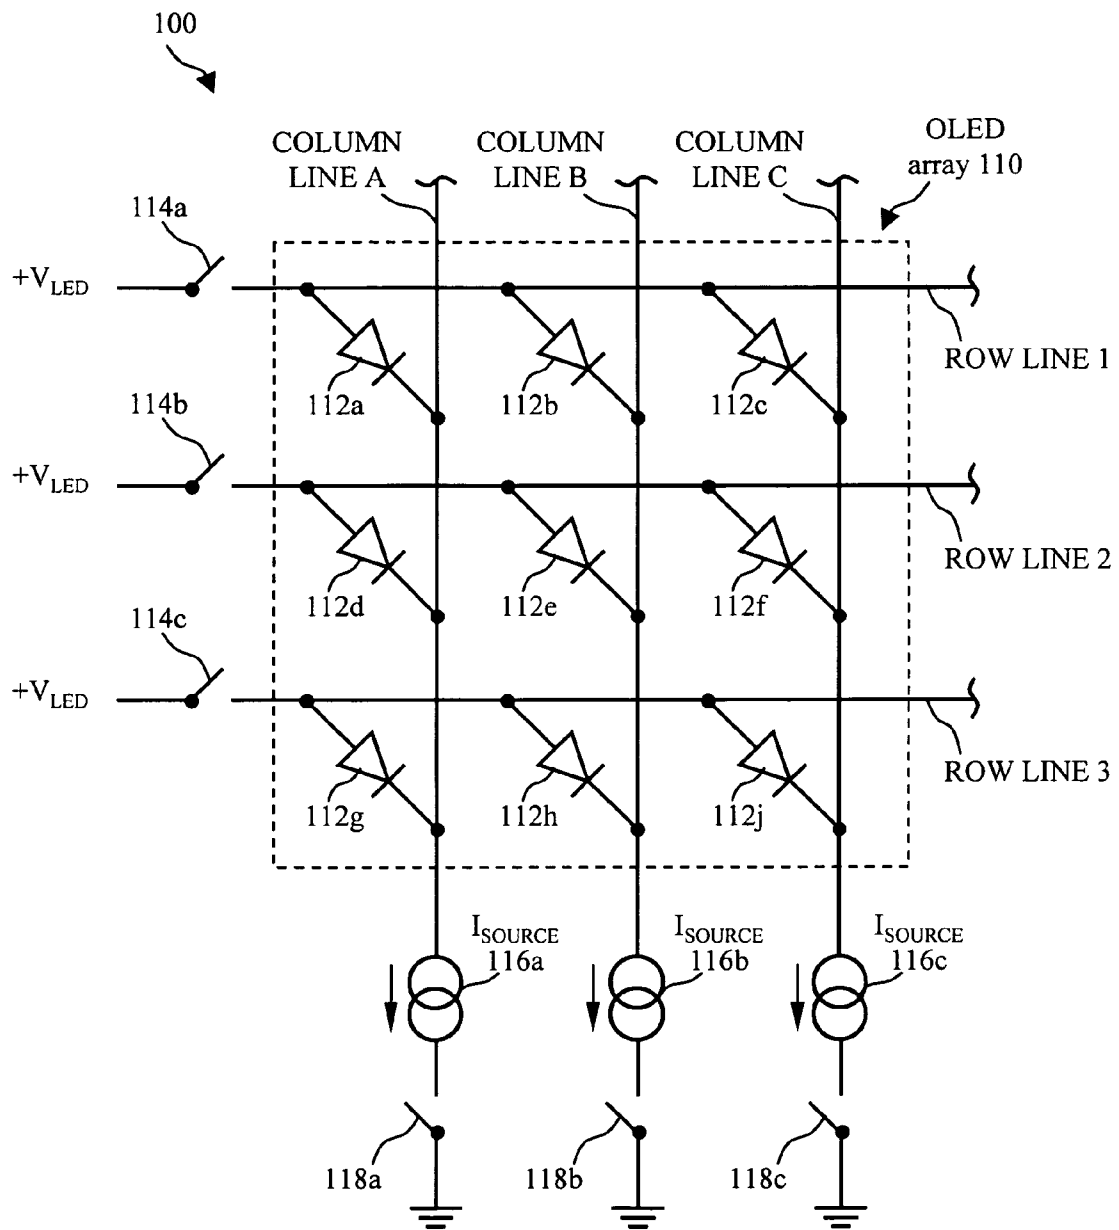 100
COLUMN
LINE A
COLUMN
LINE B
COLUMN
LINE C
OLED
array 110
114a
+VLED
112a
112b
112c
ROW LINE 1
114b
+VLED
112d
112e
112f
ROW LINE 2
114c
+VLED
112g
112h
112j
ROW LINE 3
ISOURCE
116a
ISOURCE
116b
ISOURCE
116c
118a
118b
118c